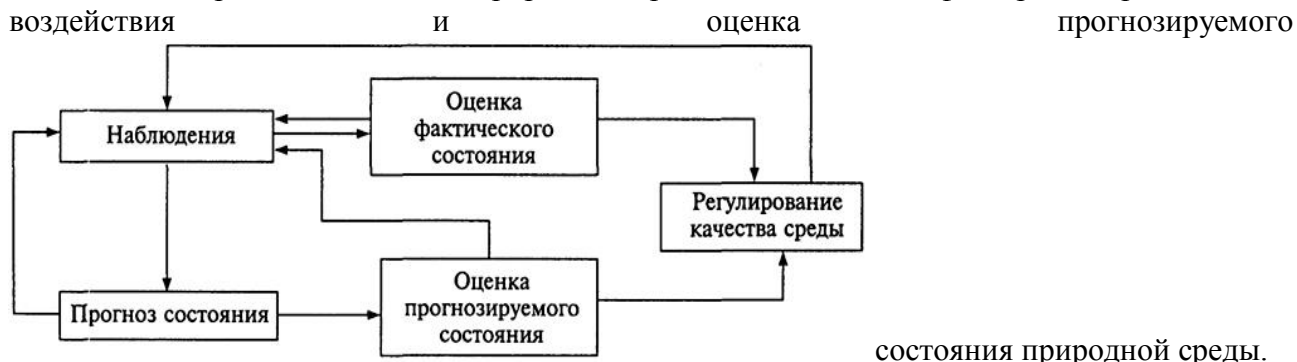 воздействия и оценка прогнозируемого
Оценка
фактического
состояния
Наблюдения
Регулирование
качества среды
Оценка
прогнозируемого
состояния
Прогноз состояния
состояния природной среды.